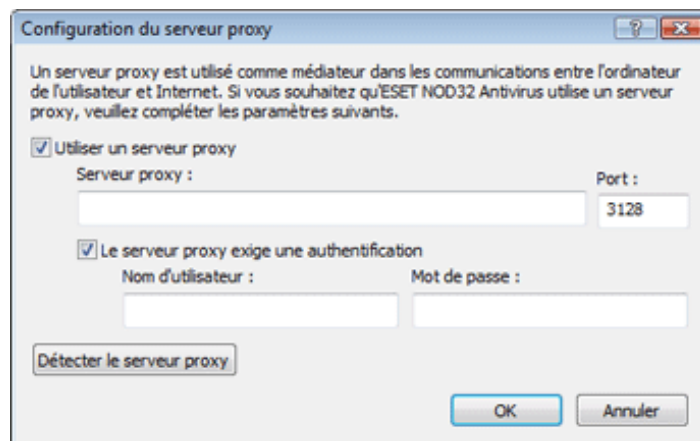 Configuration du serveur proxy
Un serveur proxy est utilisé comme médiateur dans les communications entre l'ordinateur
de l'utilisateur et Internet. Si vous souhaitez qu'ESET NOD32 Antivirus utilise un serveur
proxy, veuillez compléter les paramètres suivants.
Utiliser un serveur proxy
Serveur proxy : Port :
3128
Le serveur proxy exige une authentification
Nom d'utilisateur : Mot de passe :
Détecter le serveur proxy
OK Annuler